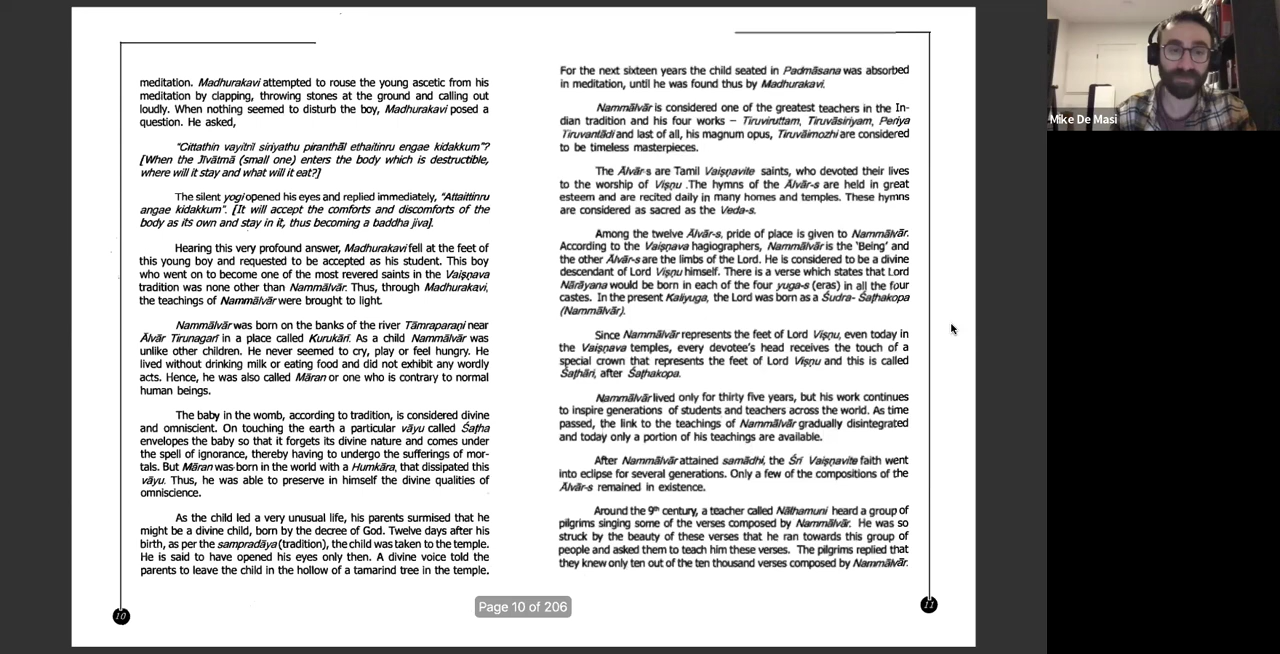 meditation. Madhurakavi attempted to rouse the young ascetic from his
meditation by clapping, throwing stones at the ground and calling out
loudly. When nothing seemed to disturb the boy, Madhurakavi posed a
question. He asked,
"Cittathin vayitril siriyathu piranthāl ethaitinru engae kidakkum"?
[When the Jīvātmā (small one) enters the body which is destructible,
where will it stay and what will it eat?]
The silent yogi opened his eyes and replied immediately, "Attaittinru
angae kidakkum". [It will accept the comforts and discomforts of the
body as its own and stay in it, thus becoming a baddha jiva].
Hearing this very profound answer, Madhurakavi fell at the feet of
this young boy and requested to be accepted as his student. This boy
who went on to become one of the most revered saints in the Vaiṣṇava
tradition was none other than Nammālvār. Thus, through Madhurakavi,
the teachings of Nammālvār were brought to light.
Nammālvār was born on the banks of the river Tāmraparaṇi near
Ālvār Tirunagarī in a place called Kurukāri. As a child Nammālvār was
unlike other children. He never seemed to cry, play or feel hungry. He
lived without drinking milk or eating food and did not exhibit any wordly
acts. Hence, he was also called Māran or one who is contrary to normal
human beings.
The baby in the womb, according to tradition, is considered divine
and omniscient. On touching the earth a particular vāyu called Śaṭha
envelopes the baby so that it forgets its divine nature and comes under
the spell of ignorance, thereby having to undergo the sufferings of mor-
tals. But Māran was born in the world with a Humkāra, that dissipated this
vāyu. Thus, he was able to preserve in himself the divine qualities of
omniscience.
As the child led a very unusual life, his parents surmised that he
might be a divine child, born by the decree of God. Twelve days after his
birth, as per the sampradāya (tradition), the child was taken to the temple.
He is said to have opened his eyes only then. A divine voice told the
parents to leave the child in the hollow of a tamarind tree in the temple.
10
For the next sixteen years the child seated in Padmāsana was absorbed
in meditation, until he was found thus by Madhurakavi.
Nammālvār is considered one of the greatest teachers in the In-
dian tradition and his four works – Tiruviruttam, Tiruvāsiriyam, Periya
Tiruvantādi and last of all, his magnum opus, Tiruvāimozhi are considered
to be timeless masterpieces.
The Ālvār-s are Tamil Vaiṣṇavite saints, who devoted their lives
to the worship of Viṣṇu .The hymns of the Ālvār-s are held in great
esteem and are recited daily in many homes and temples. These hymns
are considered as sacred as the Veda-s.
Among the twelve Ālvār-s, pride of place is given to Nammālvār.
According to the Vaiṣṇava hagiographers, Nammālvār is the 'Being' and
the other Ālvār-s are the limbs of the Lord. He is considered to be a divine
descendant of Lord Viṣṇu himself. There is a verse which states that Lord
Nārāyaṇa would be born in each of the four yuga-s (eras) in all the four
castes. In the present Kaliyuga, the Lord was born as a Śudra- Śaṭhakopa
(Nammālvār).
Since Nammālvār represents the feet of Lord Viṣṇu, even today in
the Vaiṣṇava temples, every devotee's head receives the touch of a
special crown that represents the feet of Lord Viṣṇu and this is called
Śaṭhāri, after Śaṭhakopa.
Nammālvār lived only for thirty five years, but his work continues
to inspire generations of students and teachers across the world. As time
passed, the link to the teachings of Nammālvār gradually disintegrated
and today only a portion of his teachings are available.
After Nammālvār attained samādhi, the Śrī Vaiṣṇavite faith went
into eclipse for several generations. Only a few of the compositions of the
Ālvār-s remained in existence.
Around the 9th century, a teacher called Nāthamuni heard a group of
pilgrims singing some of the verses composed by Nammālvār. He was so
struck by the beauty of these verses that he ran towards this group of
people and asked them to teach him these verses. The pilgrims replied that
they knew only ten out of the ten thousand verses composed by Nammālvār.
11
Page 10 of 206
Mike De Masi